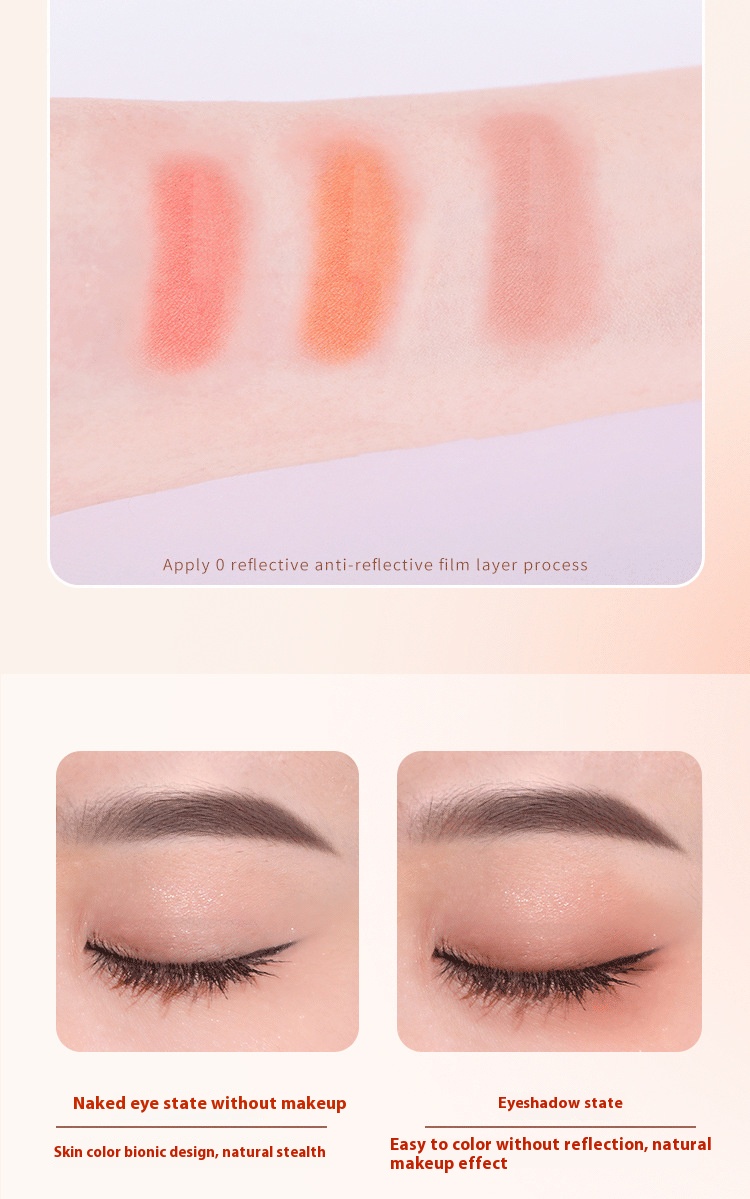 Apply 0 reflective anti-reflective film layer process
Naked eye state without makeup
Eyeshadow state
Skin color bionic design, natural stealth
Easy to color without reflection, natural
makeup effect